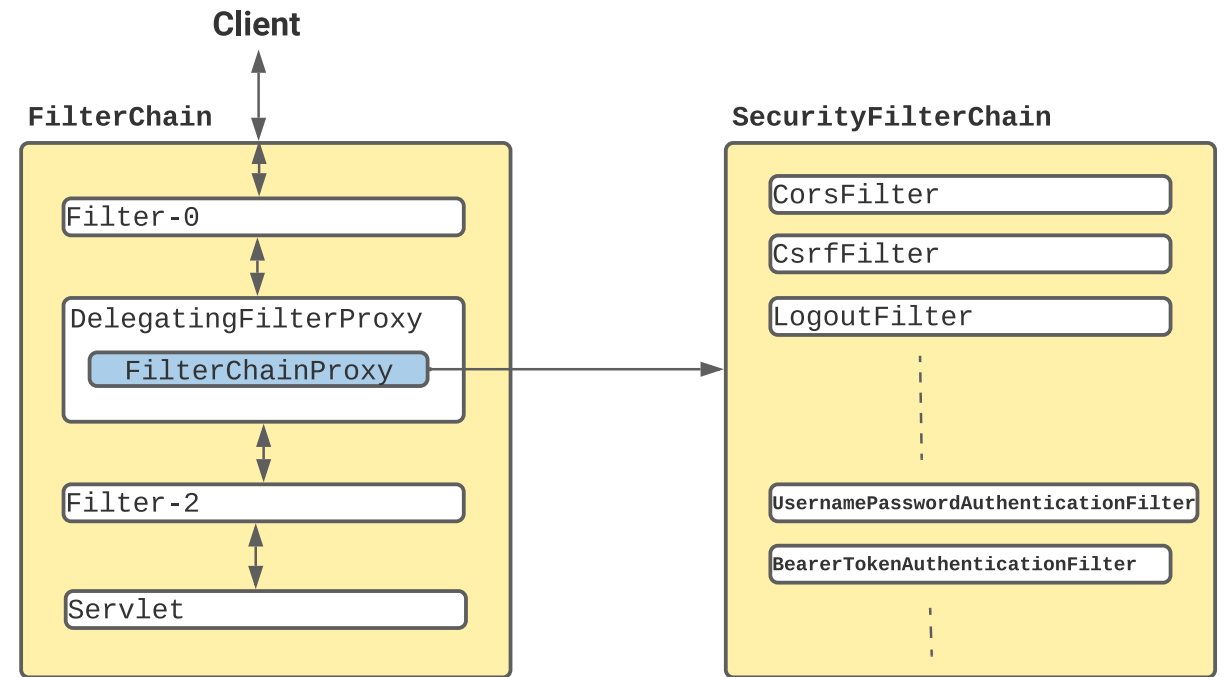 Client
FilterChain
Filter-0
DelegatingFilterProxy
FilterChainProxy
Filter-2
Servlet
SecurityFilterChain
CorsFilter
CsrfFilter
LogoutFilter
UsernamePasswordAuthenticationFilter
BearerTokenAuthenticationFilter